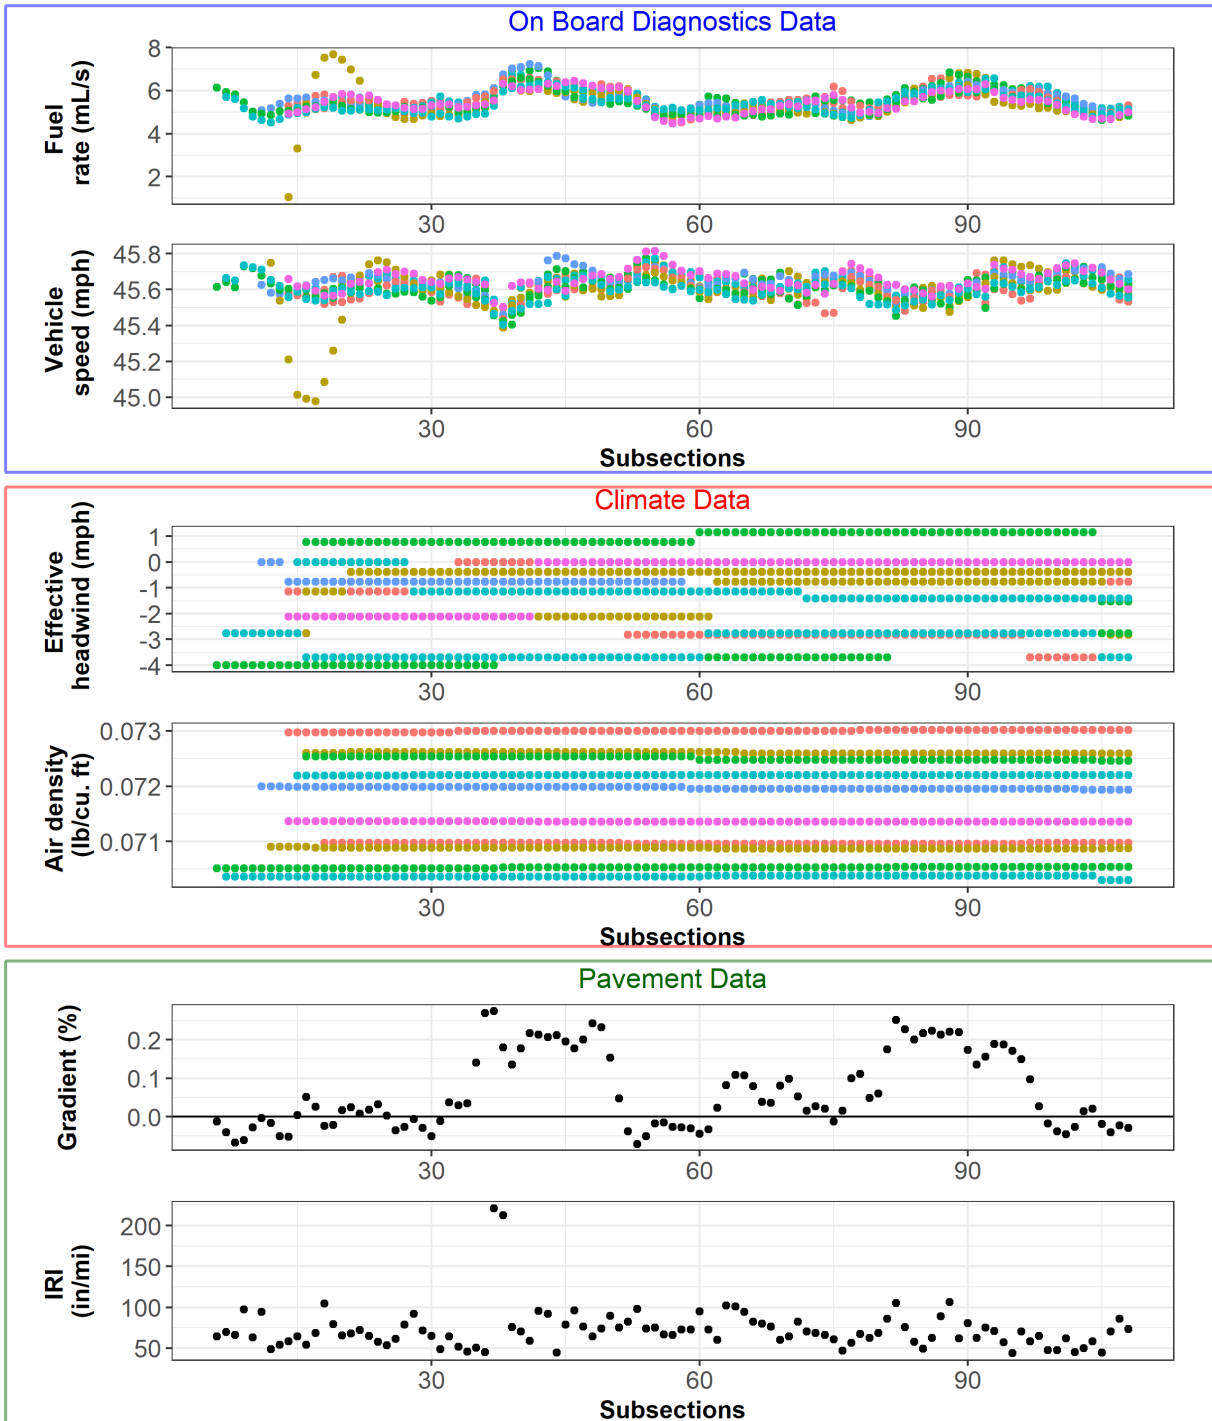 On Board Diagnostics Data
Fuel
rate (mL/s)
8
6
4
2
30
60
90
Vehicle
speed (mph)
45.8
45.6
45.4
45.2
45.0
30
60
90
Subsections
Climate Data
Effective
headwind (mph)
1
0
-1
-2
-3
-4
30
60
90
Air density
(lb/cu. ft)
0.073
0.072
0.071
30
60
90
Subsections
Pavement Data
Gradient (%)
0.2
0.1
0.0
30
60
90
IRI
(in/mi)
200
150
100
50
30
60
90
Subsections